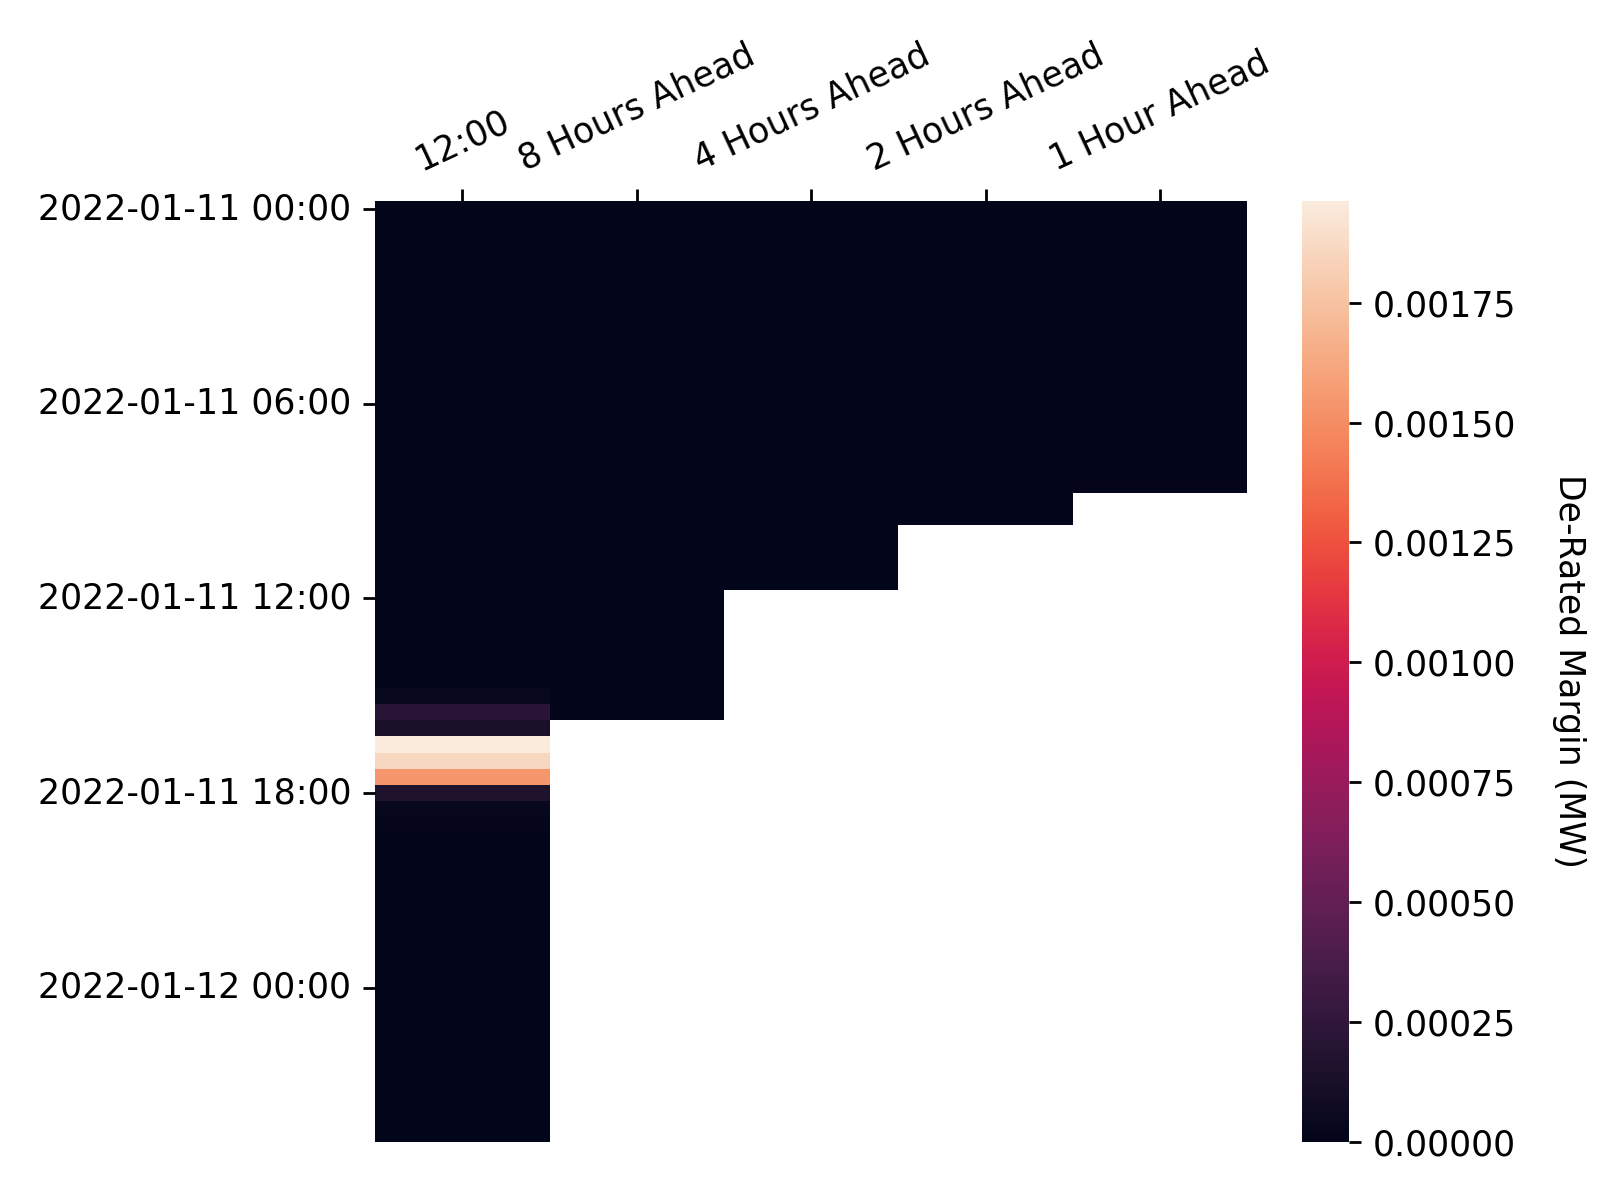 12:00
8 Hours Ahead
4 Hours Ahead
2 Hours Ahead
1 Hour Ahead
2022-01-11 00:00
2022-01-11 06:00
2022-01-11 12:00
2022-01-11 18:00
2022-01-12 00:00
0.00175
0.00150
0.00125
0.00100
0.00075
0.00050
0.00025
0.00000
De-Rated Margin (MW)